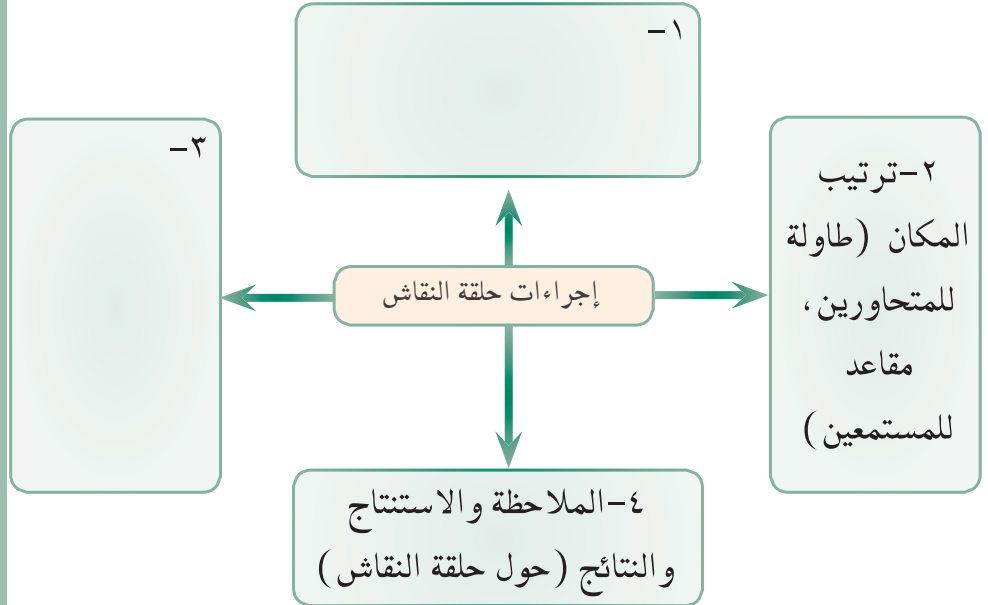 ١-
٢-ترتيب
المكان (طاولة
للمتحاورين،
مقاعد
للمستمعين)
٣-
إجراءات حلقة النقاش
٤-الملاحظة والاستنتاج
والنتائج (حول حلقة النقاش)